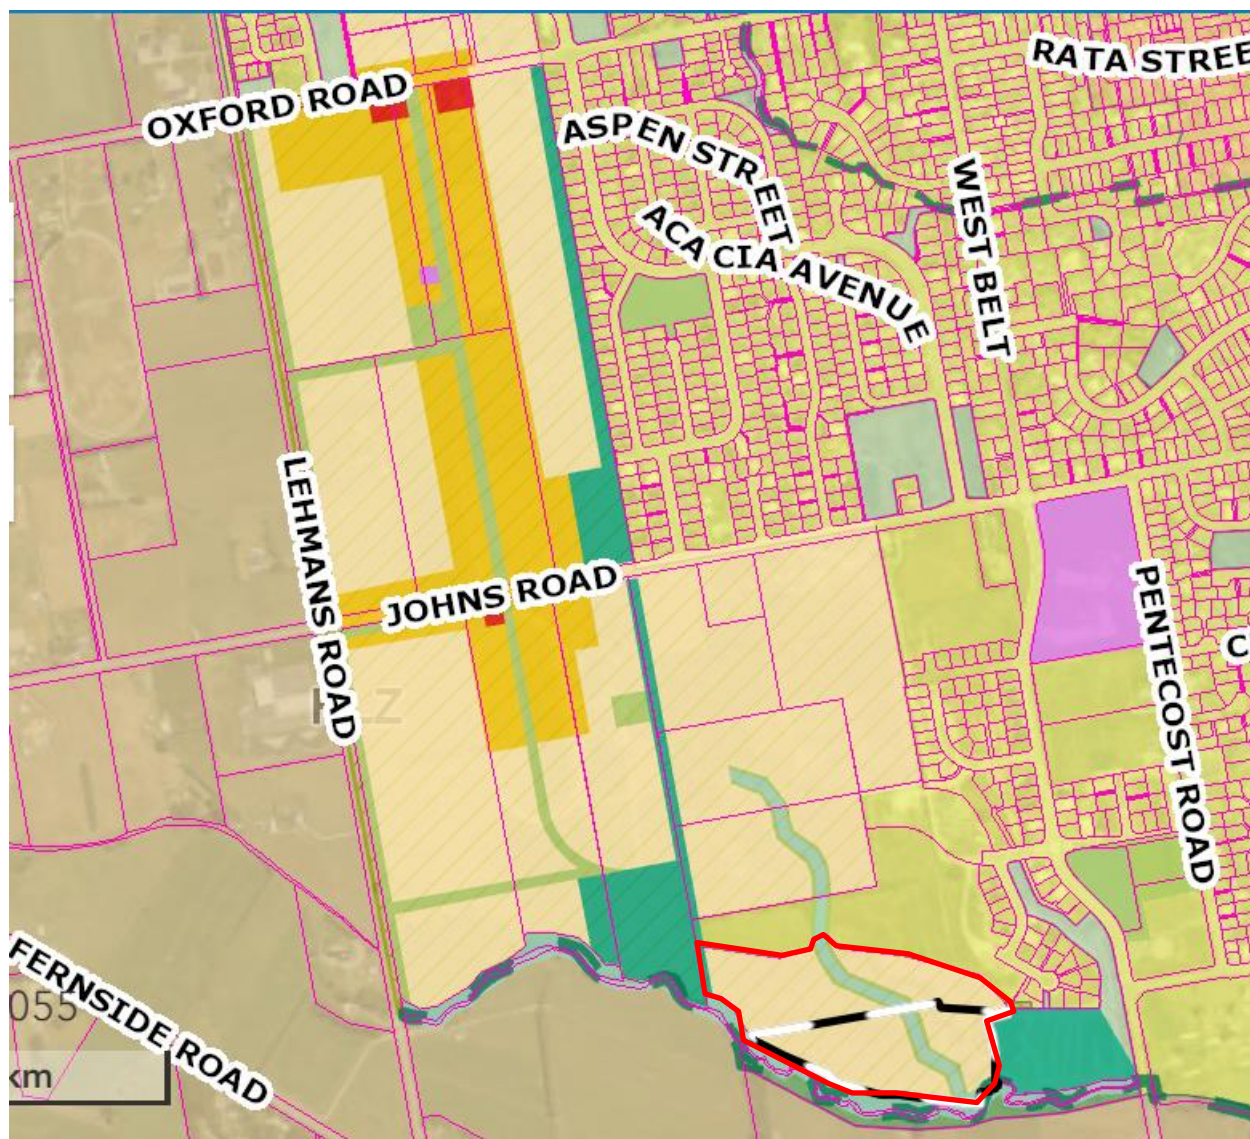 RATA STREE
OXFORD ROAD
ASPEN STREET
WEST BELT
ACACIA AVENUE
LEHMANS ROAD
JOHNS ROAD
PENTECOST ROAD
C
FERNSIDE ROAD
055
km